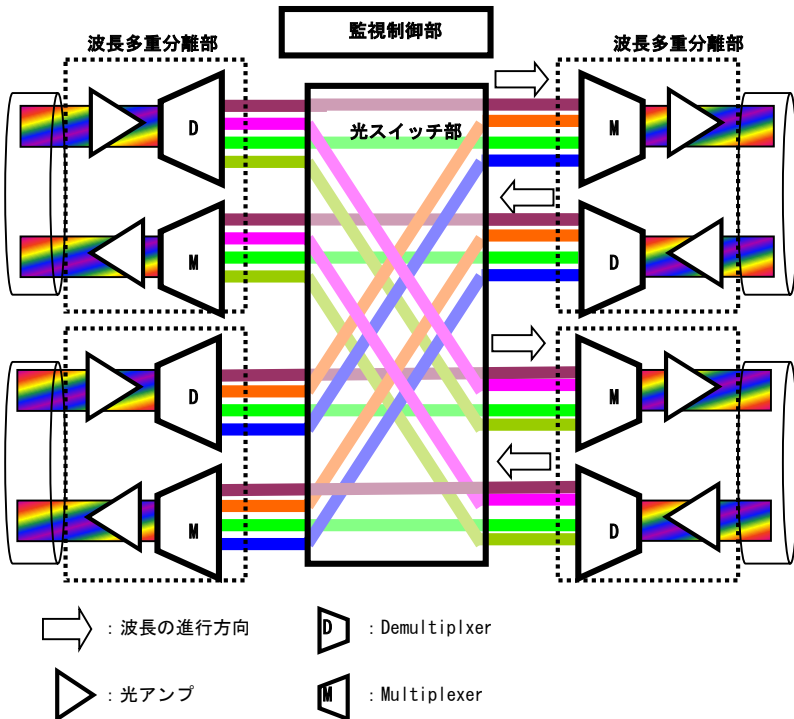 監視制御部
波長多重分離部
波長多重分離部
光スイッチ部
D
M
M
D
D
M
M
D
：波長の進行方向
D
：Demultiplxer
：光アンプ
M
：Multiplexer